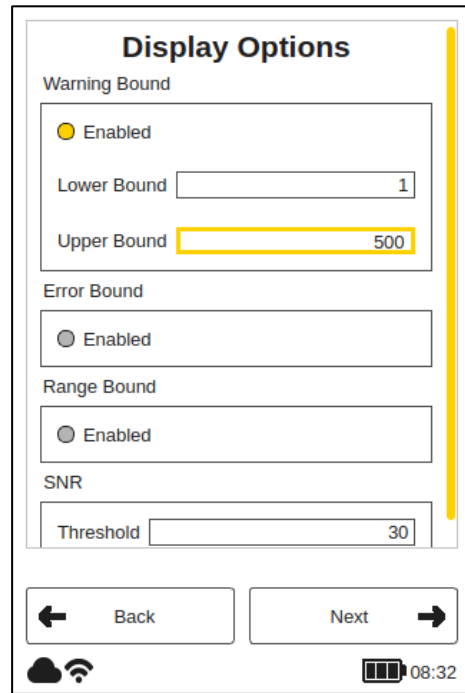 Display Options
Warning Bound
Enabled
Lower Bound 1
Upper Bound 500
Error Bound
Enabled
Range Bound
Enabled
SNR
Threshold 30
Back Next
08:32